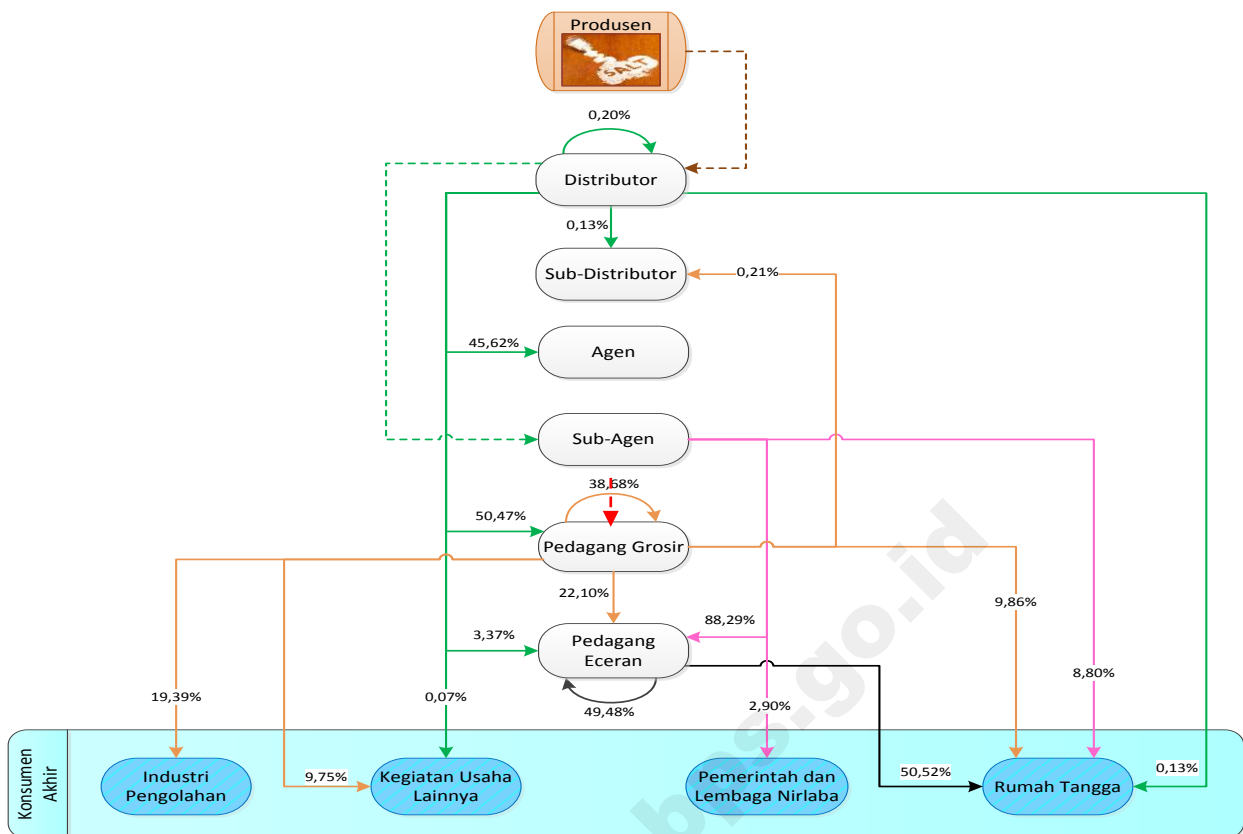 Produsen
SALT
0,20%
Distributor
0,13%
Sub-Distributor
0,21%
45,62%
Agen
Sub-Agen
38,68%
50,47%
Pedagang Grosir
22,10%
9,86%
3,37%
Pedagang
Eceran
88,29%
8,80%
19,39%
0,07%
49,48%
2,90%
Konsumen
Akhir
Industri
Pengolahan
9,75%
Kegiatan Usaha
Lainnya
Pemerintah dan
Lembaga Nirlaba
50,52%
Rumah Tangga
0,13%
bps.go.id